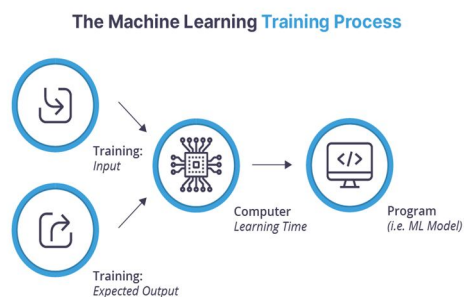 The Machine Learning Training Process
Training:
Input
</>
Computer
Learning Time
Program
(i.e. ML Model)
Training:
Expected Output